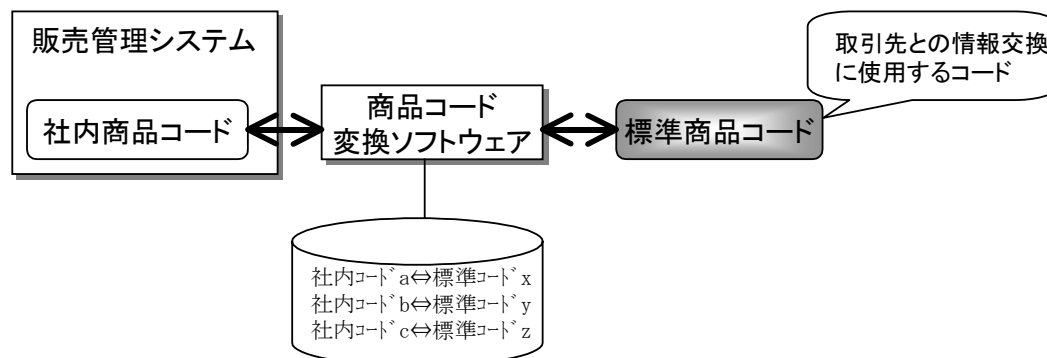 販売管理システム
社内商品コード
商品コード
変換ソフトウェア
標準商品コード
取引先との情報交換
に使用するコード
社内ｺｰﾄﾞa⇔標準ｺｰﾄﾞx
社内ｺｰﾄﾞb⇔標準ｺｰﾄﾞy
社内ｺｰﾄﾞc⇔標準ｺｰﾄﾞz